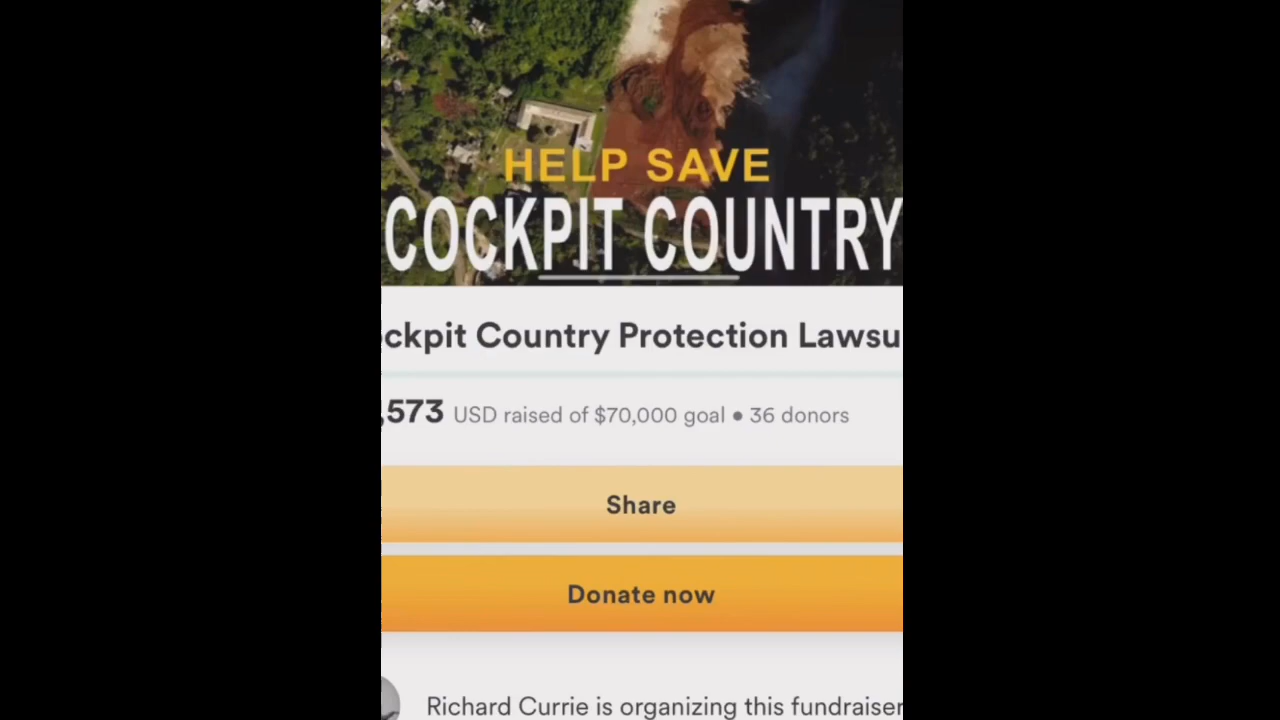 HELP SAVE
COCKPIT COUNTRY
ckpit Country Protection Lawsu
,573 USD raised of $70,000 goal • 36 donors
Share
Donate now
Richard Currie is organizing this fundraiser